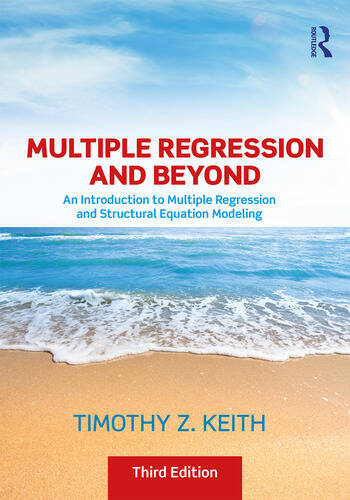 ROUTLEDGE
MULTIPLE REGRESSION
AND BEYOND
An Introduction to Multiple Regression
and Structural Equation Modeling
TIMOTHY Z. KEITH
Third Edition